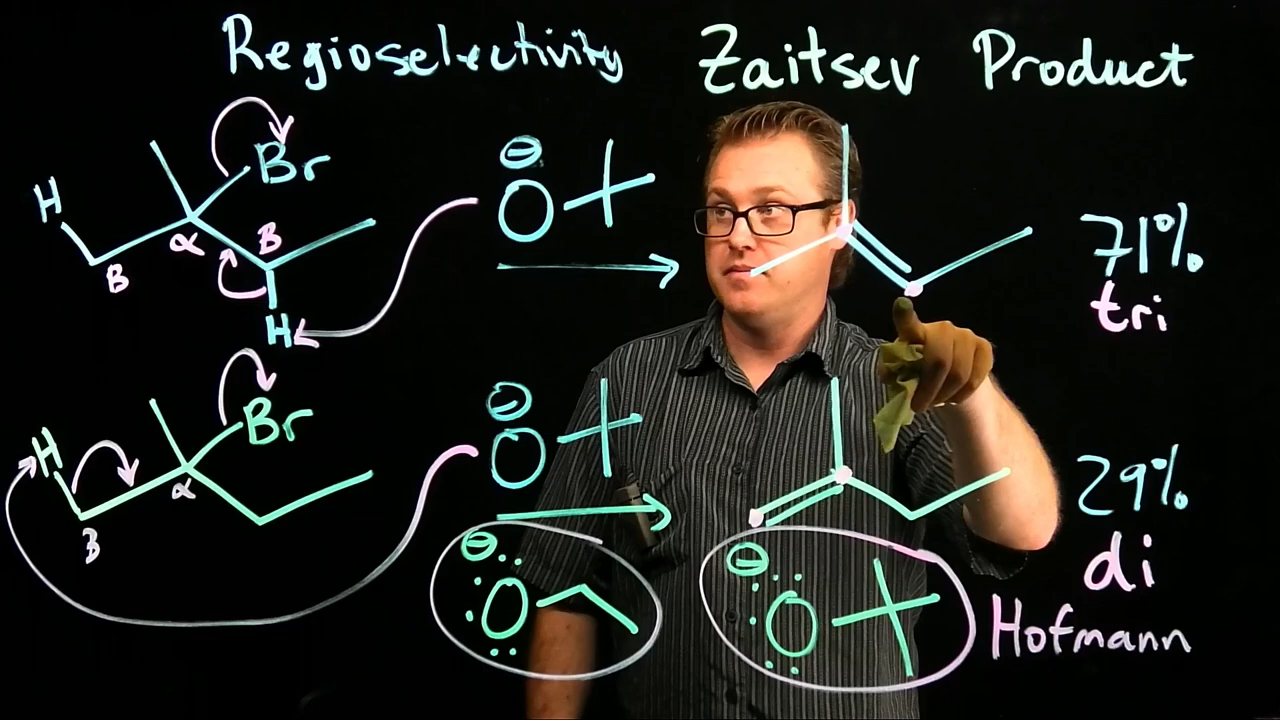 Regioselectivity Zaitsev Product
H Br ⊖ O 71%
α B
B H tri
H Br ⊖ O 29%
α
B ⊖ O ⊖ O di
Hofmann